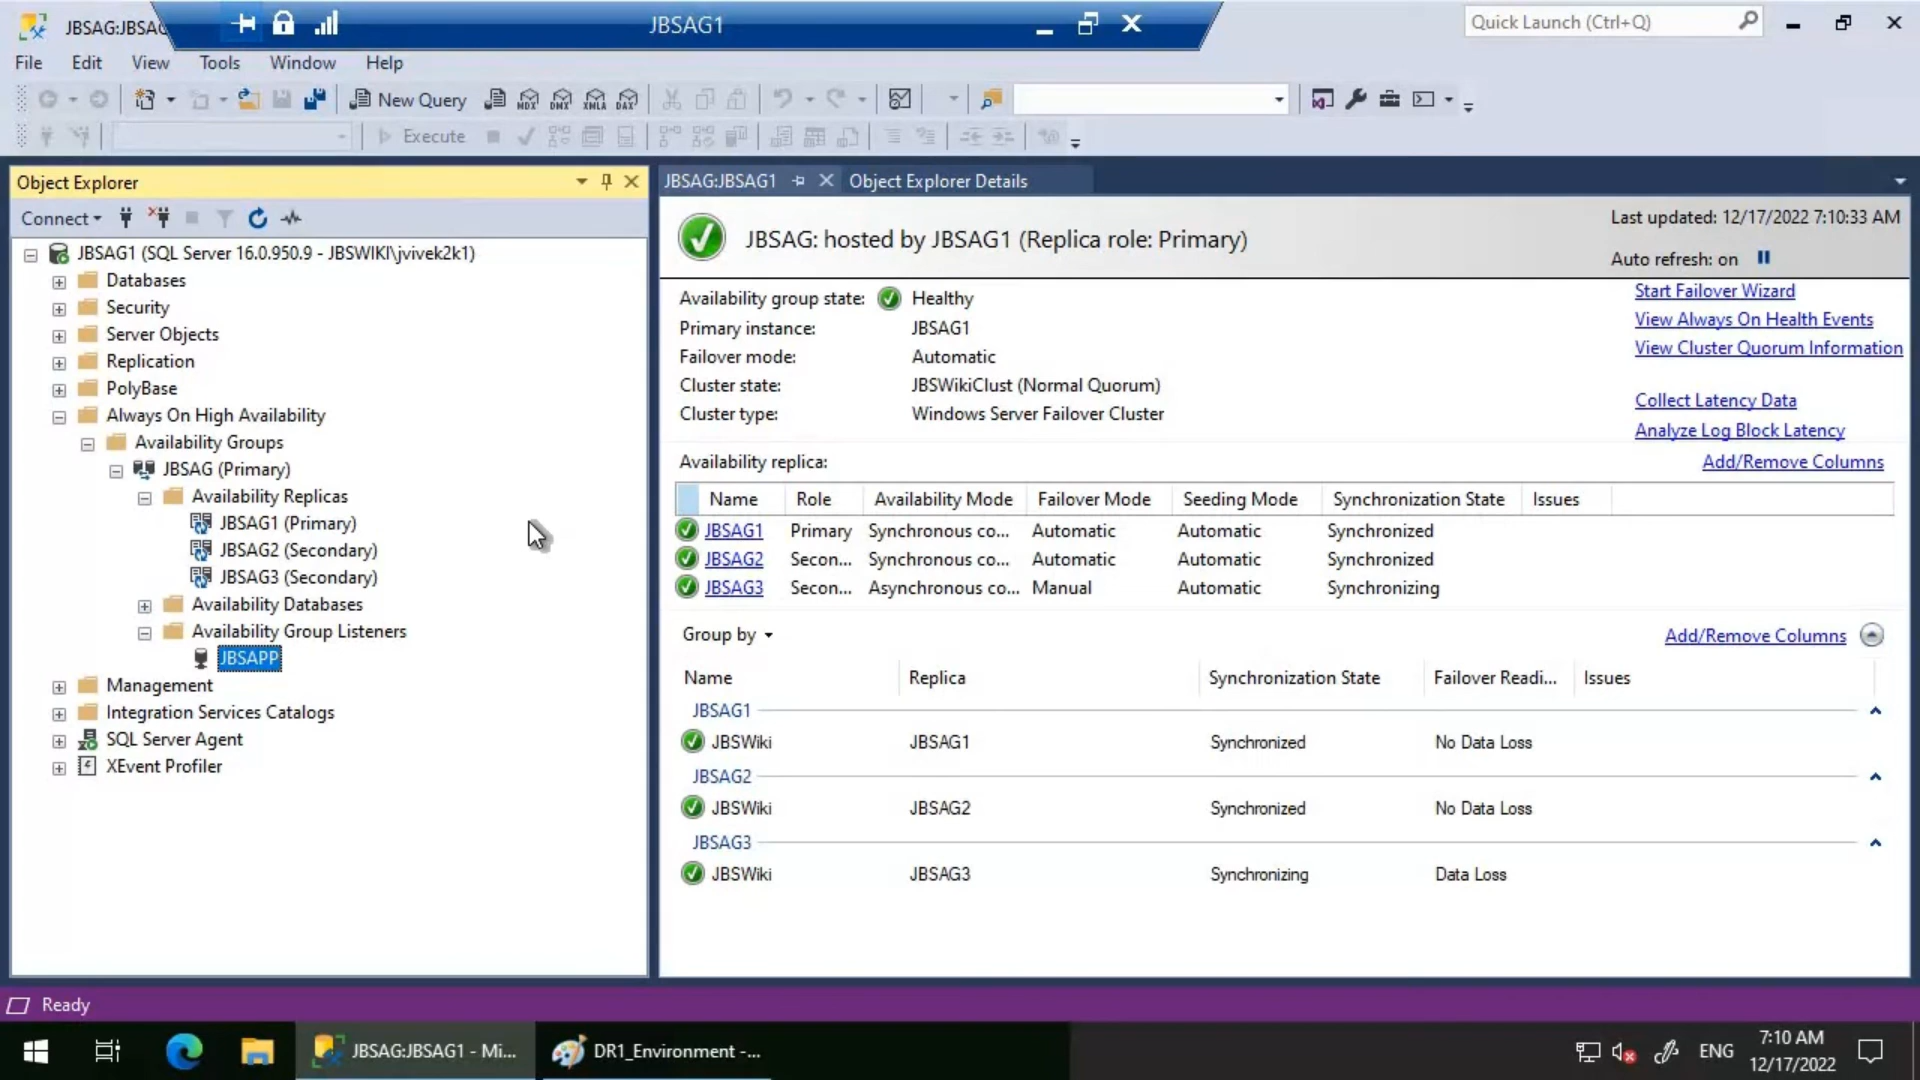 JBSAG:JBSAG
JBSAG1
Quick Launch (Ctrl+Q)
File Edit View Tools Window Help
New Query MDX DMX XMLA DAX
Execute
Object Explorer
Connect
JBSAG1 (SQL Server 16.0.950.9 - JBSWIKI\jvivek2k1)
Databases
Security
Server Objects
Replication
PolyBase
Always On High Availability
Availability Groups
JBSAG (Primary)
Availability Replicas
JBSAG1 (Primary)
JBSAG2 (Secondary)
JBSAG3 (Secondary)
Availability Databases
Availability Group Listeners
JBSAPP
Management
Integration Services Catalogs
SQL Server Agent
XEvent Profiler
JBSAG:JBSAG1 Object Explorer Details
JBSAG: hosted by JBSAG1 (Replica role: Primary)
Last updated: 12/17/2022 7:10:33 AM
Auto refresh: on
Availability group state: Healthy
Primary instance: JBSAG1
Failover mode: Automatic
Cluster state: JBSWikiClust (Normal Quorum)
Cluster type: Windows Server Failover Cluster
Start Failover Wizard
View Always On Health Events
View Cluster Quorum Information
Collect Latency Data
Analyze Log Block Latency
Availability replica: Add/Remove Columns
Name Role Availability Mode Failover Mode Seeding Mode Synchronization State Issues
JBSAG1 Primary Synchronous co... Automatic Automatic Synchronized
JBSAG2 Secon... Synchronous co... Automatic Automatic Synchronized
JBSAG3 Secon... Asynchronous co... Manual Automatic Synchronizing
Group by Add/Remove Columns
Name Replica Synchronization State Failover Readi... Issues
JBSAG1
JBSWiki JBSAG1 Synchronized No Data Loss
JBSAG2
JBSWiki JBSAG2 Synchronized No Data Loss
JBSAG3
JBSWiki JBSAG3 Synchronizing Data Loss
Ready
JBSAG:JBSAG1 - Mi... DR1_Environment -... ENG 7:10 AM
12/17/2022